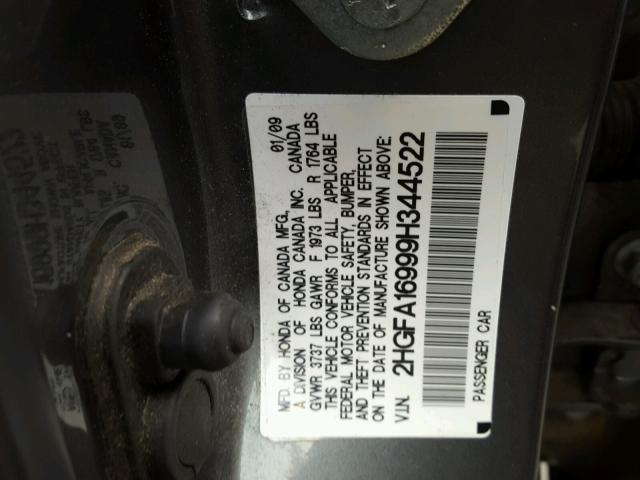 MFD. BY HONDA OF CANADA MFG., 01/09
A DIVISION OF HONDA CANADA INC. CANADA
GVWR 3737 LBS GAWR F 1973 LBS R 1764 LBS
THIS VEHICLE CONFORMS TO ALL APPLICABLE
FEDERAL MOTOR VEHICLE SAFETY, BUMPER,
AND THEFT PREVENTION STANDARDS IN EFFECT
ON THE DATE OF MANUFACTURE SHOWN ABOVE.
V.I.N. 2HGFA16999H344522
PASSENGER CAR